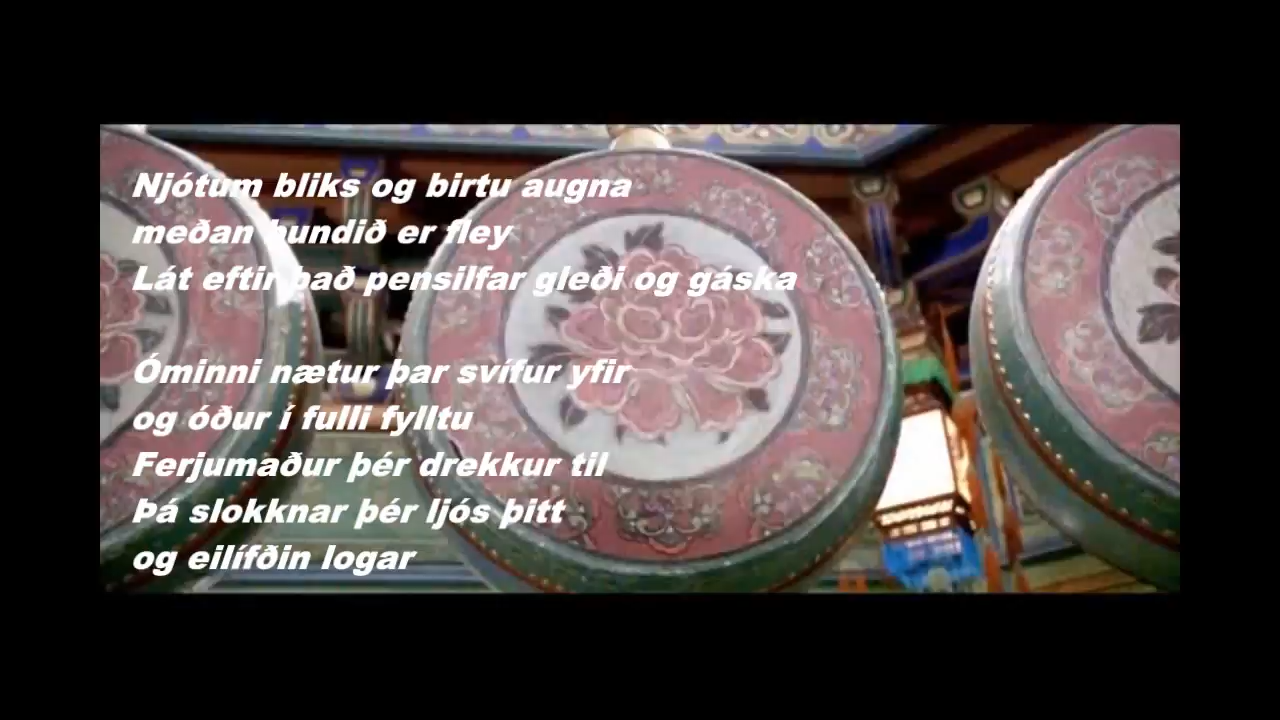 Njótum bliks og birtu augna
meðan bundið er fley
Lát eftir það pensilfar gleði og gáska
Óminni nætur þar svífur yfir
og óður í fulli fylltu
Ferjumaður þér drekkur til
Þá slokknar þér ljós þitt
og eilífðin logar